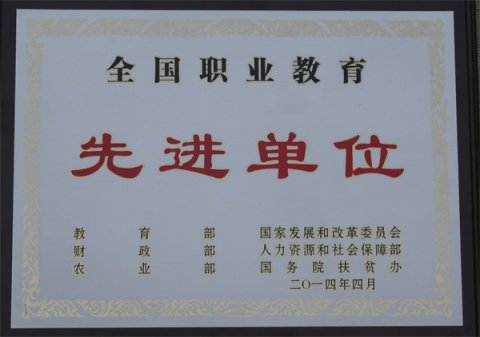 全国职业教育
先进单位
教育部 国家发展和改革委员会
财政部 人力资源和社会保障部
农业部 国务院扶贫办
二〇一四年四月